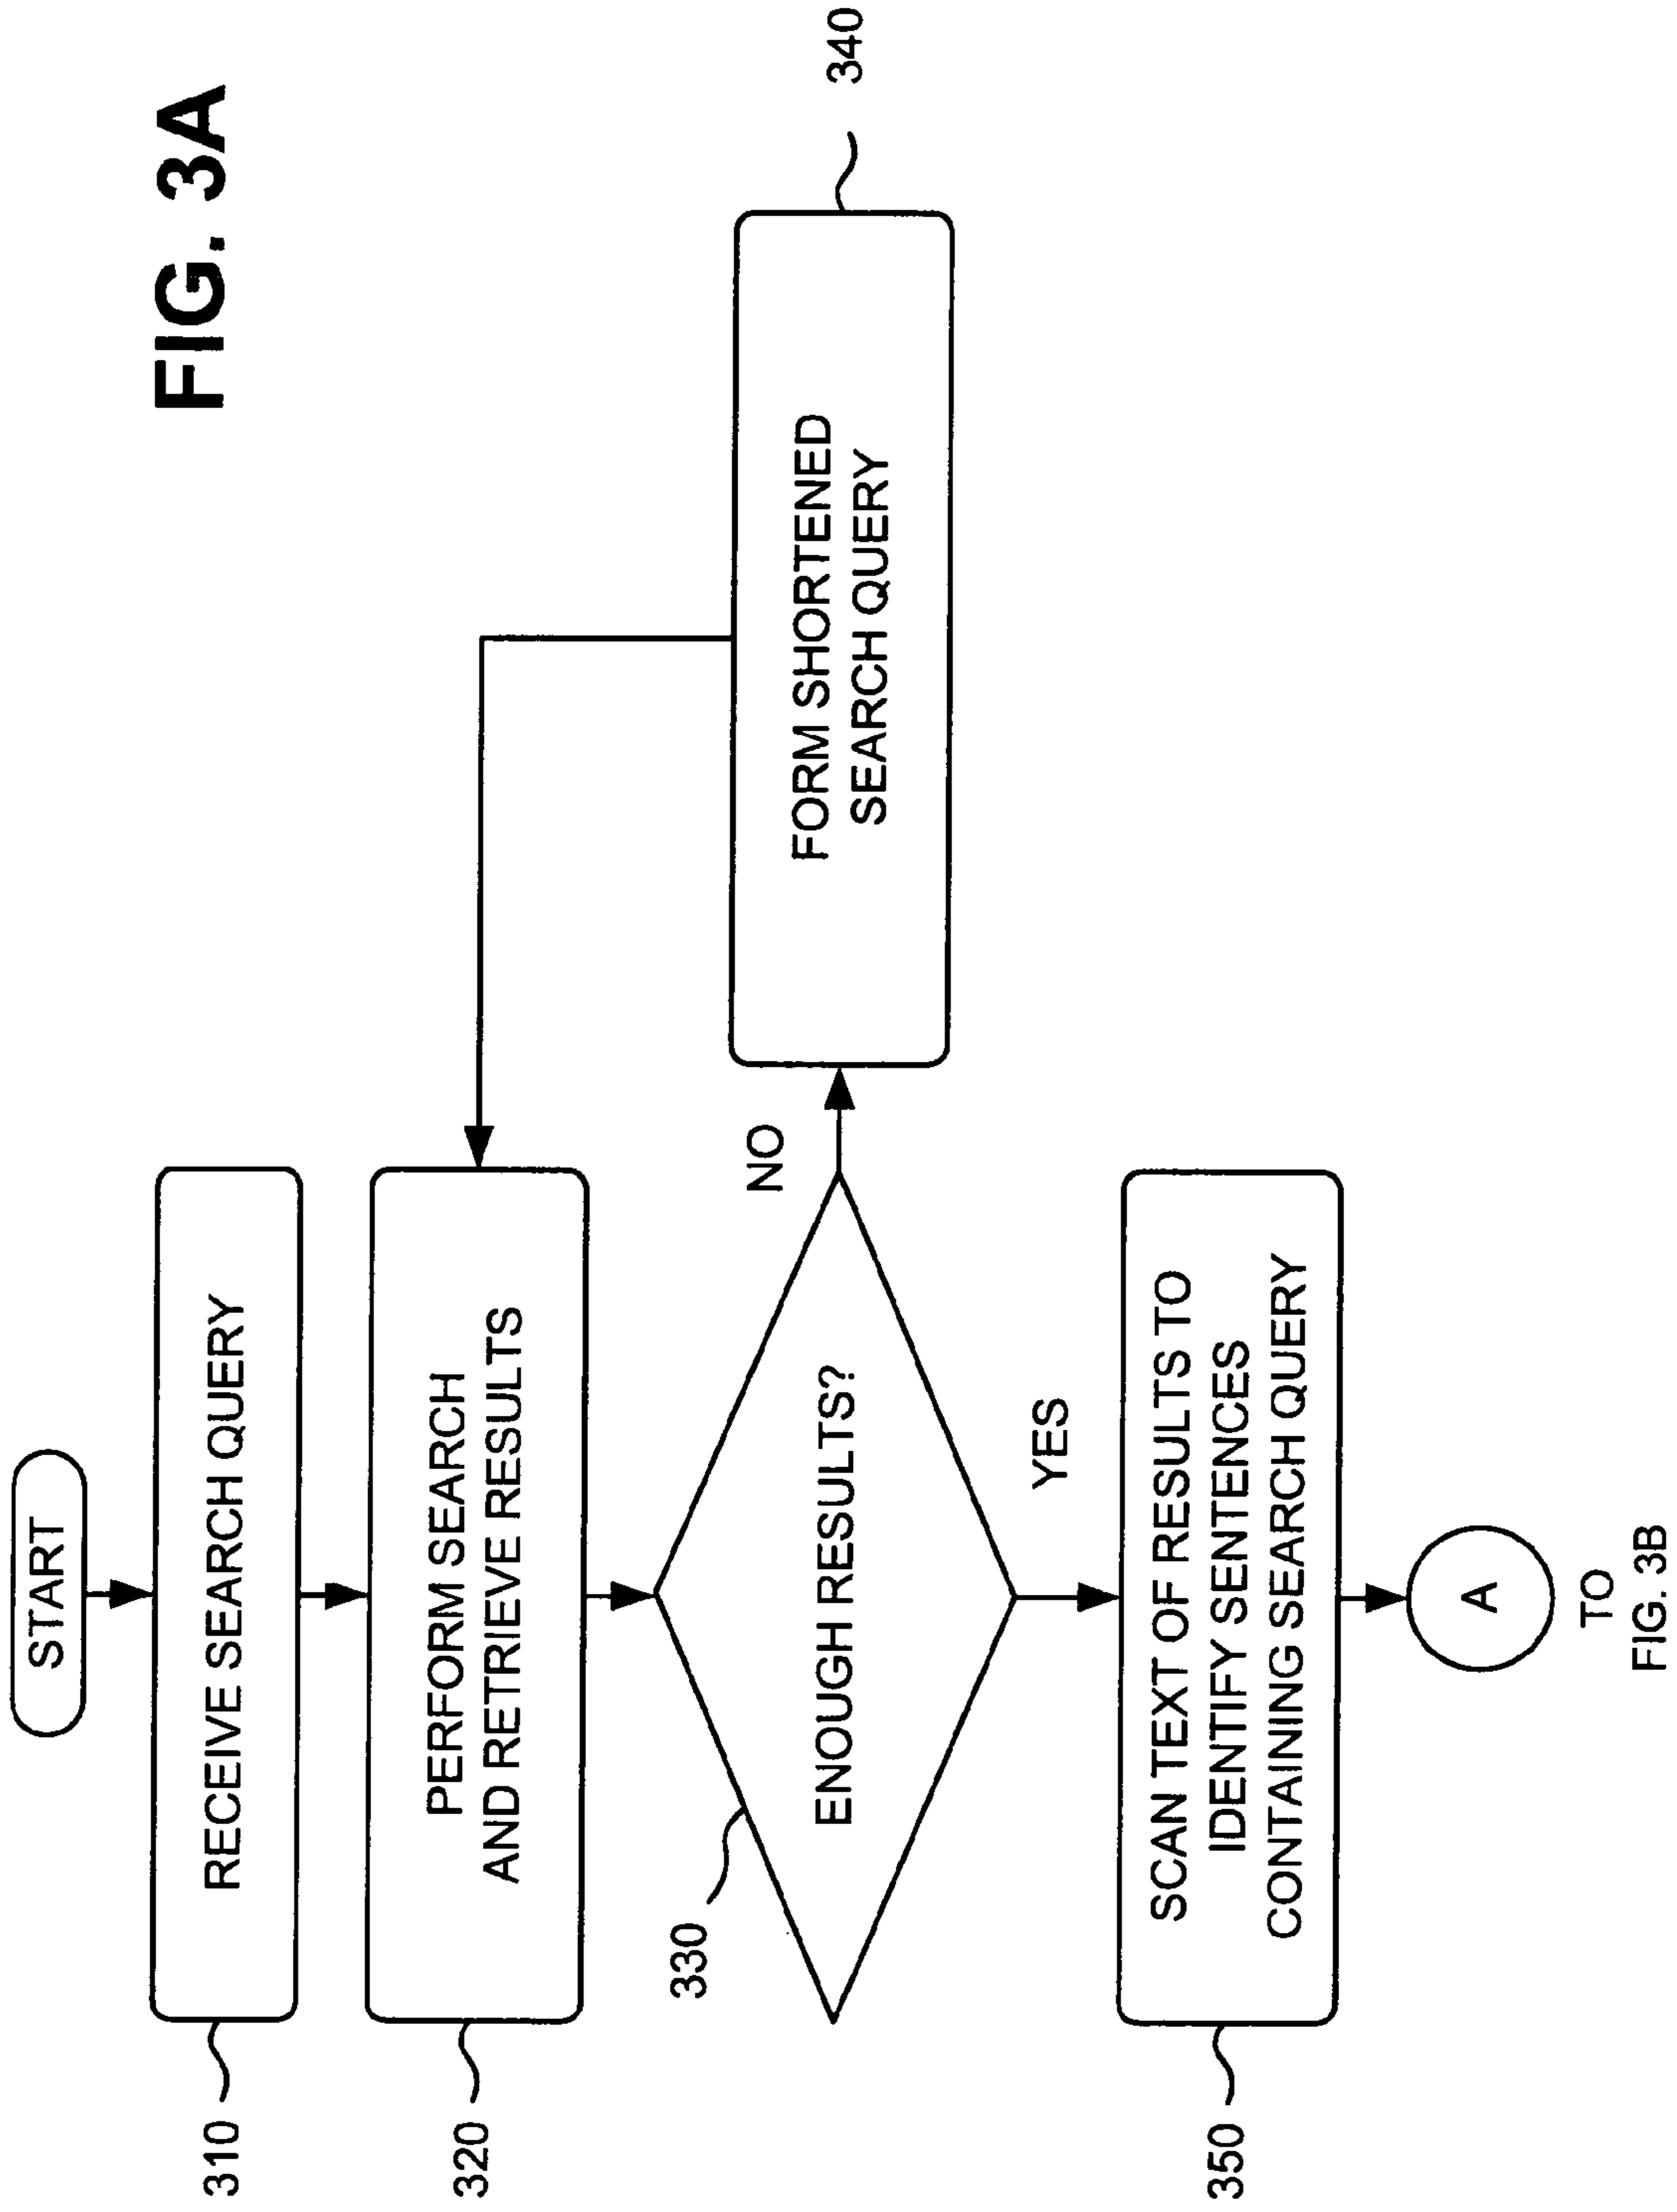 FIG. 3A
START
310
RECEIVE SEARCH QUERY
320
PERFORM SEARCH
AND RETRIEVE RESULTS
330
ENOUGH RESULTS?
NO
340
FORM SHORTENED
SEARCH QUERY
YES
350
SCAN TEXT OF RESULTS TO
IDENTIFY SENTENCES
CONTAINING SEARCH QUERY
A
TO
FIG. 3B